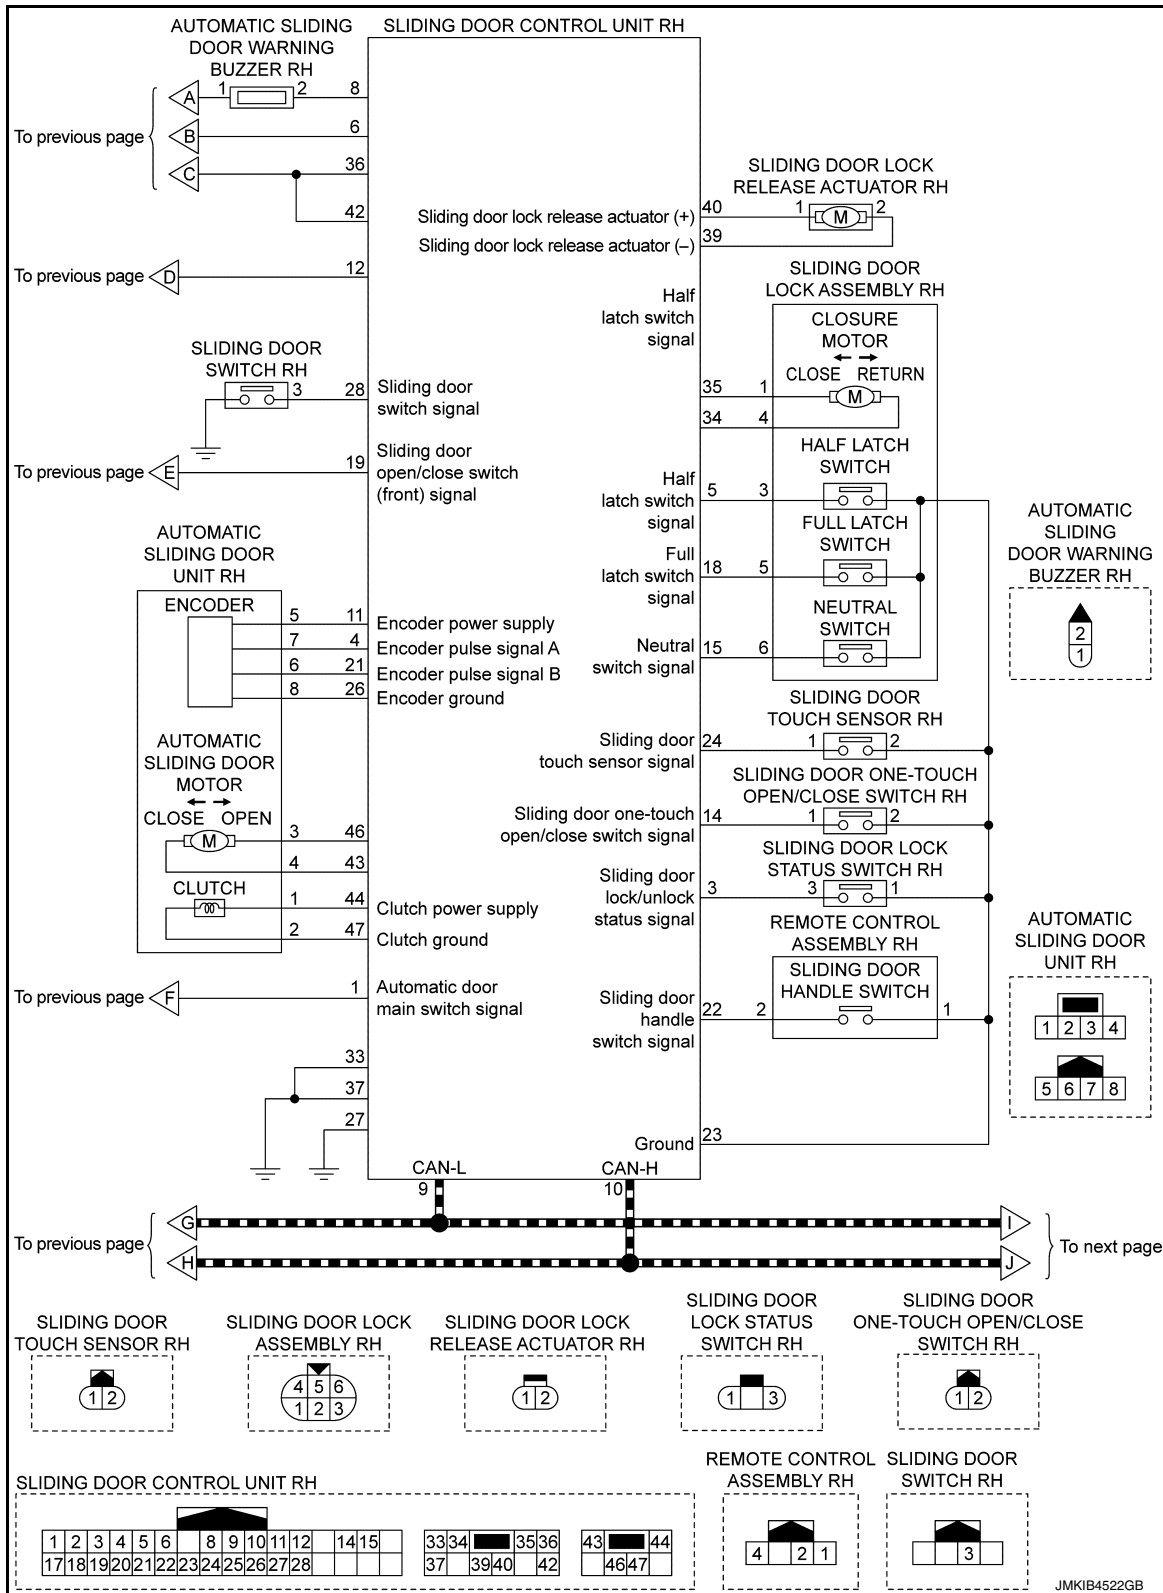 AUTOMATIC SLIDING
DOOR WARNING
BUZZER RH
SLIDING DOOR CONTROL UNIT RH
To previous page
A
1
2
8
B
6
C
36
42
To previous page
D
12
SLIDING DOOR
SWITCH RH
3
28
Sliding door
switch signal
To previous page
E
19
Sliding door
open/close switch
(front) signal
AUTOMATIC
SLIDING DOOR
UNIT RH
ENCODER
5
11
Encoder power supply
7
4
Encoder pulse signal A
6
21
Encoder pulse signal B
8
26
Encoder ground
AUTOMATIC
SLIDING DOOR
MOTOR
CLOSE OPEN
M
3
46
4
43
CLUTCH
1
44
Clutch power supply
2
47
Clutch ground
To previous page
F
1
Automatic door
main switch signal
33
37
27
SLIDING DOOR LOCK
RELEASE ACTUATOR RH
Sliding door lock release actuator (+)
40
1
M
2
Sliding door lock release actuator (–)
39
SLIDING DOOR
LOCK ASSEMBLY RH
Half
latch switch
signal
CLOSURE
MOTOR
CLOSE RETURN
35
1
M
34
4
HALF LATCH
SWITCH
Half
latch switch
signal
5
3
FULL LATCH
SWITCH
Full
latch switch
signal
18
5
NEUTRAL
SWITCH
Neutral
switch signal
15
6
SLIDING DOOR
TOUCH SENSOR RH
Sliding door
touch sensor signal
24
1
2
SLIDING DOOR ONE-TOUCH
OPEN/CLOSE SWITCH RH
Sliding door one-touch
open/close switch signal
14
1
2
SLIDING DOOR LOCK
STATUS SWITCH RH
Sliding door
lock/unlock
status signal
3
3
1
REMOTE CONTROL
ASSEMBLY RH
SLIDING DOOR
HANDLE SWITCH
Sliding door
handle
switch signal
22
2
1
Ground
23
AUTOMATIC
SLIDING
DOOR WARNING
BUZZER RH
2
1
AUTOMATIC
SLIDING DOOR
UNIT RH
1 2 3 4
5 6 7 8
CAN-L
9
CAN-H
10
To previous page
G
H
I
J
To next page
SLIDING DOOR
TOUCH SENSOR RH
1 2
SLIDING DOOR LOCK
ASSEMBLY RH
4 5 6
1 2 3
SLIDING DOOR LOCK
RELEASE ACTUATOR RH
1 2
SLIDING DOOR
LOCK STATUS
SWITCH RH
1 3
SLIDING DOOR
ONE-TOUCH OPEN/CLOSE
SWITCH RH
1 2
SLIDING DOOR CONTROL UNIT RH
1 2 3 4 5 6 8 9 10 11 12 14 15
17 18 19 20 21 22 23 24 25 26 27 28
33 34 35 36
37 39 40 42
43 44
46 47
REMOTE CONTROL
ASSEMBLY RH
4 2 1
SLIDING DOOR
SWITCH RH
3
JMKIB4522GB